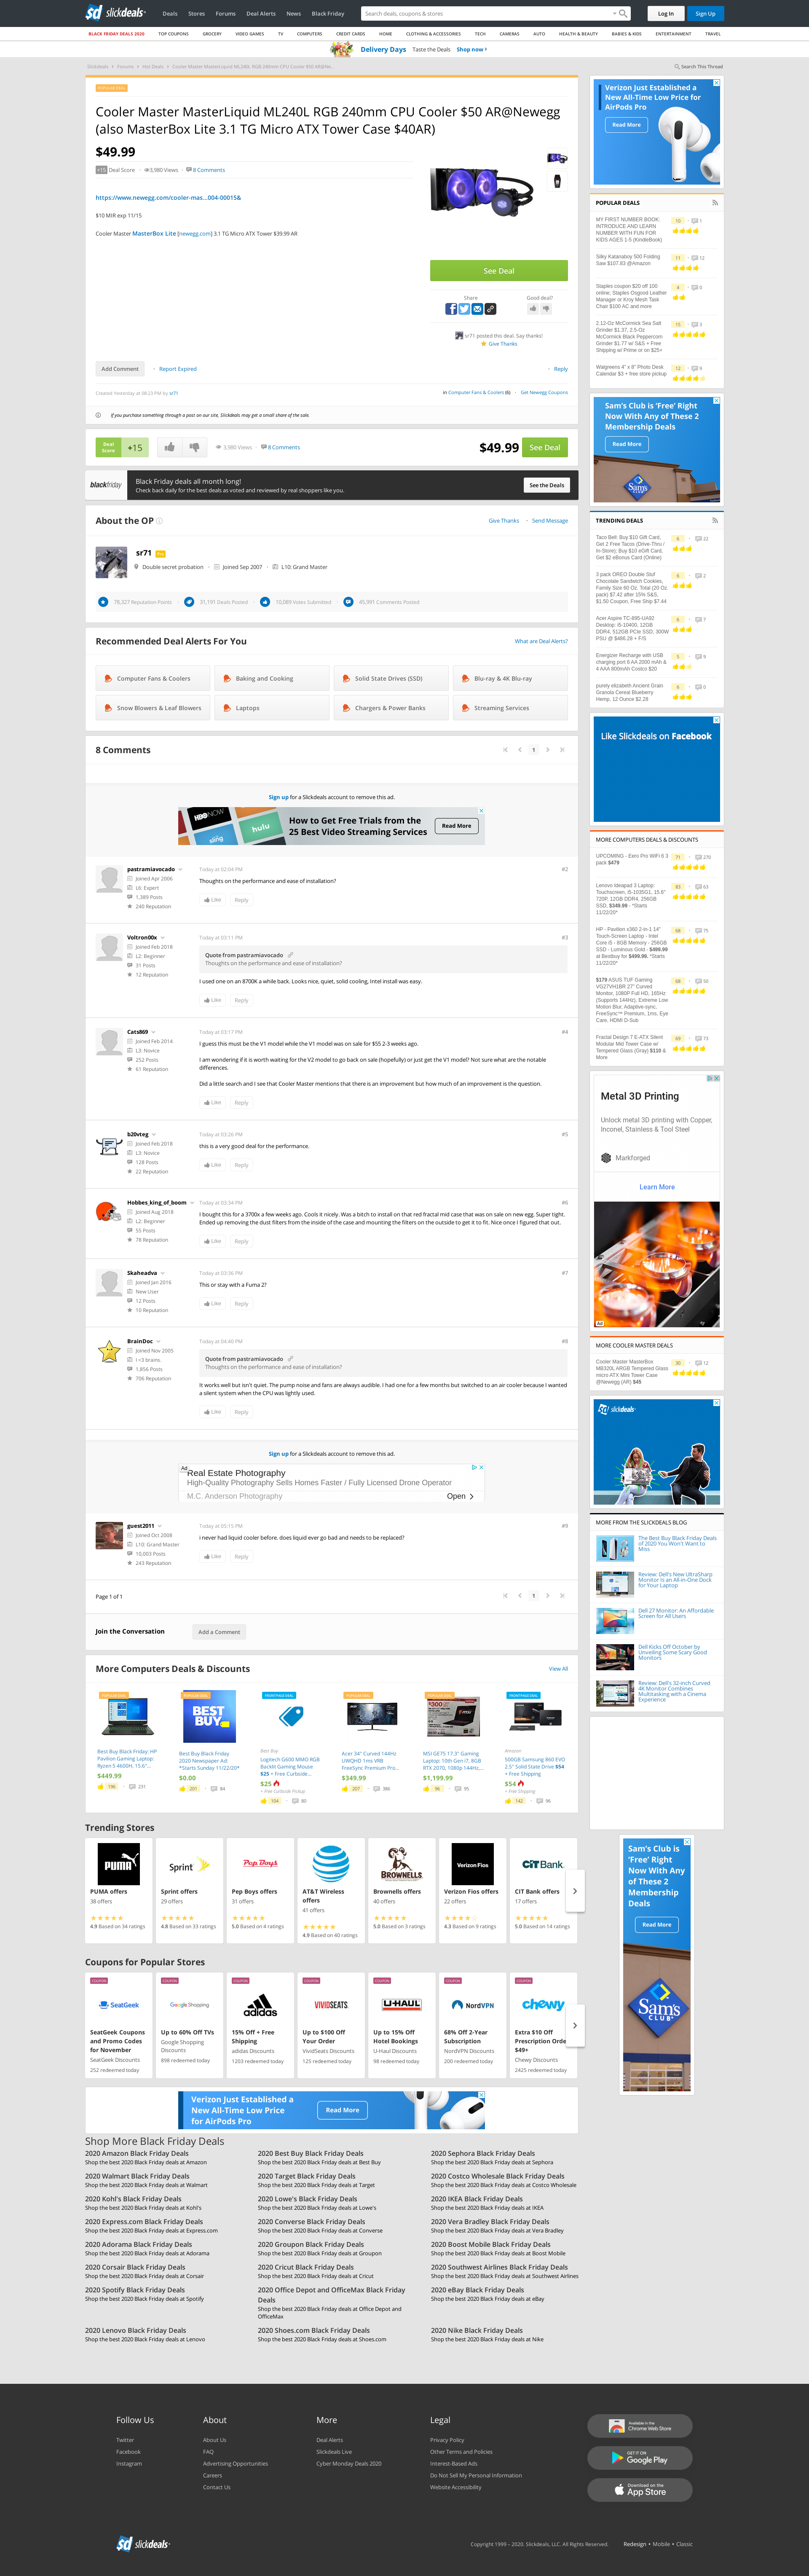 slickdeals
Deals Stores Forums Deal Alerts News Black Friday
Search deals, coupons & stores
Log In Sign Up
BLACK FRIDAY DEALS 2020 TOP COUPONS GROCERY VIDEO GAMES TV COMPUTERS CREDIT CARDS HOME CLOTHING & ACCESSORIES TECH CAMERAS AUTO HEALTH & BEAUTY BABIES & KIDS ENTERTAINMENT TRAVEL
Delivery Days Taste the Deals Shop now
Slickdeals Forums Hot Deals Cooler Master MasterLiquid ML240L RGB 240mm CPU Cooler $50 AR@Ne...
Search This Thread
POPULAR DEAL
Cooler Master MasterLiquid ML240L RGB 240mm CPU Cooler $50 AR@Newegg
(also MasterBox Lite 3.1 TG Micro ATX Tower Case $40AR)
$49.99
+15 Deal Score 3,980 Views 8 Comments
https://www.newegg.com/cooler-mas...004-00015&
$10 MIR exp 11/15
Cooler Master MasterBox Lite [newegg.com] 3.1 TG Micro ATX Tower $39.99 AR
See Deal
Share Good deal?
sr71 posted this deal. Say thanks!
Give Thanks
Add Comment Report Expired Reply
Created Yesterday at 08:23 PM by sr71
in Computer Fans & Coolers (6) Get Newegg Coupons
If you purchase something through a post on our site, Slickdeals may get a small share of the sale.
Deal Score +15 3,980 Views 8 Comments $49.99 See Deal
blackfriday
Black Friday deals all month long!
Check back daily for the best deals as voted and reviewed by real shoppers like you.
See the Deals
About the OP Give Thanks Send Message
sr71 Pro
Double secret probation Joined Sep 2007 L10: Grand Master
78,327 Reputation Points 31,191 Deals Posted 10,089 Votes Submitted 45,991 Comments Posted
Recommended Deal Alerts For You What are Deal Alerts?
Computer Fans & Coolers Baking and Cooking Solid State Drives (SSD) Blu-ray & 4K Blu-ray
Snow Blowers & Leaf Blowers Laptops Chargers & Power Banks Streaming Services
8 Comments 1
Sign up for a Slickdeals account to remove this ad.
HBO NOW sling hulu
How to Get Free Trials from the
25 Best Video Streaming Services
Read More
pastramiavocado
Joined Apr 2006
L6: Expert
1,389 Posts
240 Reputation
Today at 02:04 PM #2
Thoughts on the performance and ease of installation?
Like Reply
Voltron00x
Joined Feb 2018
L2: Beginner
31 Posts
12 Reputation
Today at 03:11 PM #3
Quote from pastramiavocado
Thoughts on the performance and ease of installation?
I used one on an 8700K a while back. Looks nice, quiet, solid cooling, Intel install was easy.
Like Reply
Cats869
Joined Feb 2014
L3: Novice
252 Posts
61 Reputation
Today at 03:17 PM #4
I guess this must be the V1 model while the V1 model was on sale for $55 2-3 weeks ago.
I am wondering if it is worth waiting for the V2 model to go back on sale (hopefully) or just get the V1 model? Not sure what are the notable
differences.
Did a little search and I see that Cooler Master mentions that there is an improvement but how much of an improvement is the question.
Like Reply
b20vteg
Joined Feb 2018
L3: Novice
128 Posts
22 Reputation
Today at 03:26 PM #5
this is a very good deal for the performance.
Like Reply
Hobbes_king_of_boom
Joined Aug 2018
L2: Beginner
55 Posts
78 Reputation
Today at 03:34 PM #6
I bought this for a 3700x a few weeks ago. Cools it nicely. Was a bitch to install on that red fractal mid case that was on sale on new egg. Super tight.
Ended up removing the dust filters from the inside of the case and mounting the filters on the outside to get it to fit. Nice once I figured that out.
Like Reply
Skaheadva
Joined Jan 2016
New User
12 Posts
10 Reputation
Today at 03:36 PM #7
This or stay with a Fuma 2?
Like Reply
BrainDoc
Joined Nov 2005
I <3 brains.
1,856 Posts
706 Reputation
Today at 04:40 PM #8
Quote from pastramiavocado
Thoughts on the performance and ease of installation?
It works well but isn't quiet. The pump noise and fans are always audible. I had one for a few months but switched to an air cooler because I wanted
a silent system when the CPU was lightly used.
Like Reply
Sign up for a Slickdeals account to remove this ad.
Ad
Real Estate Photography
High-Quality Photography Sells Homes Faster / Fully Licensed Drone Operator
M.C. Anderson Photography Open
guest2011
Joined Oct 2008
L10: Grand Master
10,003 Posts
243 Reputation
Today at 05:15 PM #9
i never had liquid cooler before. does liquid ever go bad and needs to be replaced?
Like Reply
Page 1 of 1 1
Join the Conversation Add a Comment
More Computers Deals & Discounts View All
POPULAR DEAL
Best Buy Black Friday: HP
Pavilion Gaming Laptop:
Ryzen 5 4600H, 15.6"...
$449.99
196 231
POPULAR DEAL
BEST BUY
Best Buy Black Friday
2020 Newspaper Ad:
*Starts Sunday 11/22/20*
$0.00
201 84
FRONTPAGE DEAL
Best Buy
Logitech G600 MMO RGB
Backlit Gaming Mouse
$25 + Free Curbside...
$25
+ Free Curbside Pickup
104 80
POPULAR DEAL
Acer 34" Curved 144Hz
UWQHD 1ms VRB
FreeSync Premium Pro...
$349.99
207 386
POPULAR DEAL
MSI GE75 17.3" Gaming
Laptop: 10th Gen i7, 8GB
RTX 2070, 1080p 144Hz,...
$1,199.99
96 95
FRONTPAGE DEAL
Amazon
500GB Samsung 860 EVO
2.5" Solid State Drive $54
+ Free Shipping
$54
+ Free Shipping
142 96
Trending Stores
PUMA
PUMA offers
38 offers
4.9 Based on 34 ratings
Sprint
Sprint offers
29 offers
4.8 Based on 33 ratings
Pep Boys
Pep Boys offers
31 offers
5.0 Based on 4 ratings
AT&T
AT&T Wireless
offers
41 offers
4.9 Based on 40 ratings
BROWNELLS
Brownells offers
40 offers
5.0 Based on 3 ratings
Verizon Fios
Verizon Fios offers
22 offers
4.3 Based on 9 ratings
CIT BANK
CIT Bank offers
17 offers
5.0 Based on 14 ratings
Coupons for Popular Stores
COUPON
SeatGeek
SeatGeek Coupons
and Promo Codes
for November
SeatGeek Discounts
252 redeemed today
COUPON
Google Shopping
Up to 60% Off TVs
Google Shopping
Discounts
898 redeemed today
COUPON
adidas
15% Off + Free
Shipping
adidas Discounts
1203 redeemed today
COUPON
VIVIDSEATS
Up to $100 Off
Your Order
VividSeats Discounts
125 redeemed today
COUPON
U-HAUL
Up to 15% Off
Hotel Bookings
U-Haul Discounts
98 redeemed today
COUPON
NordVPN
68% Off 2-Year
Subscription
NordVPN Discounts
200 redeemed today
COUPON
chewy
Extra $10 Off
Prescription Orde
$49+
Chewy Discounts
2425 redeemed today
Verizon Just Established a
New All-Time Low Price
for AirPods Pro
Read More
Shop More Black Friday Deals
2020 Amazon Black Friday Deals
Shop the best 2020 Black Friday deals at Amazon
2020 Best Buy Black Friday Deals
Shop the best 2020 Black Friday deals at Best Buy
2020 Sephora Black Friday Deals
Shop the best 2020 Black Friday deals at Sephora
2020 Walmart Black Friday Deals
Shop the best 2020 Black Friday deals at Walmart
2020 Target Black Friday Deals
Shop the best 2020 Black Friday deals at Target
2020 Costco Wholesale Black Friday Deals
Shop the best 2020 Black Friday deals at Costco Wholesale
2020 Kohl's Black Friday Deals
Shop the best 2020 Black Friday deals at Kohl's
2020 Lowe's Black Friday Deals
Shop the best 2020 Black Friday deals at Lowe's
2020 IKEA Black Friday Deals
Shop the best 2020 Black Friday deals at IKEA
2020 Express.com Black Friday Deals
Shop the best 2020 Black Friday deals at Express.com
2020 Converse Black Friday Deals
Shop the best 2020 Black Friday deals at Converse
2020 Vera Bradley Black Friday Deals
Shop the best 2020 Black Friday deals at Vera Bradley
2020 Adorama Black Friday Deals
Shop the best 2020 Black Friday deals at Adorama
2020 Groupon Black Friday Deals
Shop the best 2020 Black Friday deals at Groupon
2020 Boost Mobile Black Friday Deals
Shop the best 2020 Black Friday deals at Boost Mobile
2020 Corsair Black Friday Deals
Shop the best 2020 Black Friday deals at Corsair
2020 Cricut Black Friday Deals
Shop the best 2020 Black Friday deals at Cricut
2020 Southwest Airlines Black Friday Deals
Shop the best 2020 Black Friday deals at Southwest Airlines
2020 Spotify Black Friday Deals
Shop the best 2020 Black Friday deals at Spotify
2020 Office Depot and OfficeMax Black Friday
Deals
Shop the best 2020 Black Friday deals at Office Depot and
OfficeMax
2020 eBay Black Friday Deals
Shop the best 2020 Black Friday deals at eBay
2020 Lenovo Black Friday Deals
Shop the best 2020 Black Friday deals at Lenovo
2020 Shoes.com Black Friday Deals
Shop the best 2020 Black Friday deals at Shoes.com
2020 Nike Black Friday Deals
Shop the best 2020 Black Friday deals at Nike
Verizon Just Established a
New All-Time Low Price for
AirPods Pro
Read More
POPULAR DEALS
MY FIRST NUMBER BOOK:
INTRODUCE AND LEARN
NUMBER WITH FUN FOR
KIDS AGES 1-5 (KindleBook)
10 1
Silky Katanaboy 500 Folding
Saw $107.83 @Amazon
11 12
Staples coupon $20 off 100
online; Staples Osgood Leather
Manager or Kroy Mesh Task
Chair $100 AC and more
4 0
2.12-Oz McCormick Sea Salt
Grinder $1.37, 2.5-Oz
McCormick Black Peppercorn
Grinder $1.77 w/ S&S + Free
Shipping w/ Prime or on $25+
15 3
Walgreens 4" x 8" Photo Desk
Calendar $3 + free store pickup
12 9
Sam's Club is 'Free' Right
Now With Any of These 2
Membership Deals
Read More
Sam's
TRENDING DEALS
Taco Bell: Buy $10 Gift Card,
Get 2 Free Tacos (Drive-Thru /
In-Store); Buy $10 eGift Card,
Get $2 eBonus Card (Online)
6 22
3 pack OREO Double Stuf
Chocolate Sandwich Cookies,
Family Size 60 Oz. Total (20 Oz.
pack) $7.42 after 15% S&S,
$1.50 Coupon, Free Ship $7.44
6 2
Acer Aspire TC-895-UA92
Desktop: i5-10400, 12GB
DDR4, 512GB PCIe SSD, 300W
PSU @ $486.28 + F/S
6 7
Energizer Recharge with USB
charging port 6 AA 2000 mAh &
4 AAA 800mAh Costco $20
5 9
purely elizabeth Ancient Grain
Granola Cereal Blueberry
Hemp, 12 Ounce $2.28
6 0
Like Slickdeals on Facebook
MORE COMPUTERS DEALS & DISCOUNTS
UPCOMING - Eero Pro WiFi 6 3
pack $479
71 270
Lenovo Ideapad 3 Laptop:
Touchscreen, i5-1035G1, 15.6"
720P, 12GB DDR4, 256GB
SSD, $349.99 - *Starts
11/22/20*
85 63
HP - Pavilion x360 2-in-1 14"
Touch-Screen Laptop - Intel
Core i5 - 8GB Memory - 256GB
SSD - Luminous Gold - $499.99
at Bestbuy for $499.99. *Starts
11/22/20*
68 75
$179 ASUS TUF Gaming
VG27VH1BR 27" Curved
Monitor, 1080P Full HD, 165Hz
(Supports 144Hz), Extreme Low
Motion Blur, Adaptive-sync,
FreeSync™ Premium, 1ms, Eye
Care, HDMI D-Sub
68 50
Fractal Design 7 E-ATX Silent
Modular Mid Tower Case w/
Tempered Glass (Gray) $110 &
More
69 73
Metal 3D Printing
Unlock metal 3D printing with Copper,
Inconel, Stainless & Tool Steel
Markforged
Learn More
Ad
MORE COOLER MASTER DEALS
Cooler Master MasterBox
MB320L ARGB Tempered Glass
micro ATX Mini Tower Case
@Newegg (AR) $45
20 12
slickdeals
MORE FROM THE SLICKDEALS BLOG
The Best Buy Black Friday Deals
of 2020 You Won't Want to
Miss
Review: Dell's New UltraSharp
Monitor Is an All-in-One Dock
for Your Laptop
Dell 27 Monitor: An Affordable
Screen for All Users
Dell Kicks Off October by
Unveiling Some Scary Good
Monitors
Review: Dell's 32-inch Curved
4K Monitor Combines
Multitasking with a Cinema
Experience
Sam's Club is
'Free' Right
Now With Any
of These 2
Membership
Deals
Read More
Sam's
CLUB
Follow Us About More Legal
Twitter About Us Deal Alerts Privacy Policy
Facebook FAQ Slickdeals Live Other Terms and Policies
Instagram Advertising Opportunities Cyber Monday Deals 2020 Interest-Based Ads
Careers Do Not Sell My Personal Information
Contact Us Website Accessibility
Available in the
Chrome Web Store
GET IT ON
Google Play
Download on the
App Store
slickdeals
Copyright 1999 - 2020. Slickdeals, LLC. All Rights Reserved. Redesign • Mobile • Classic